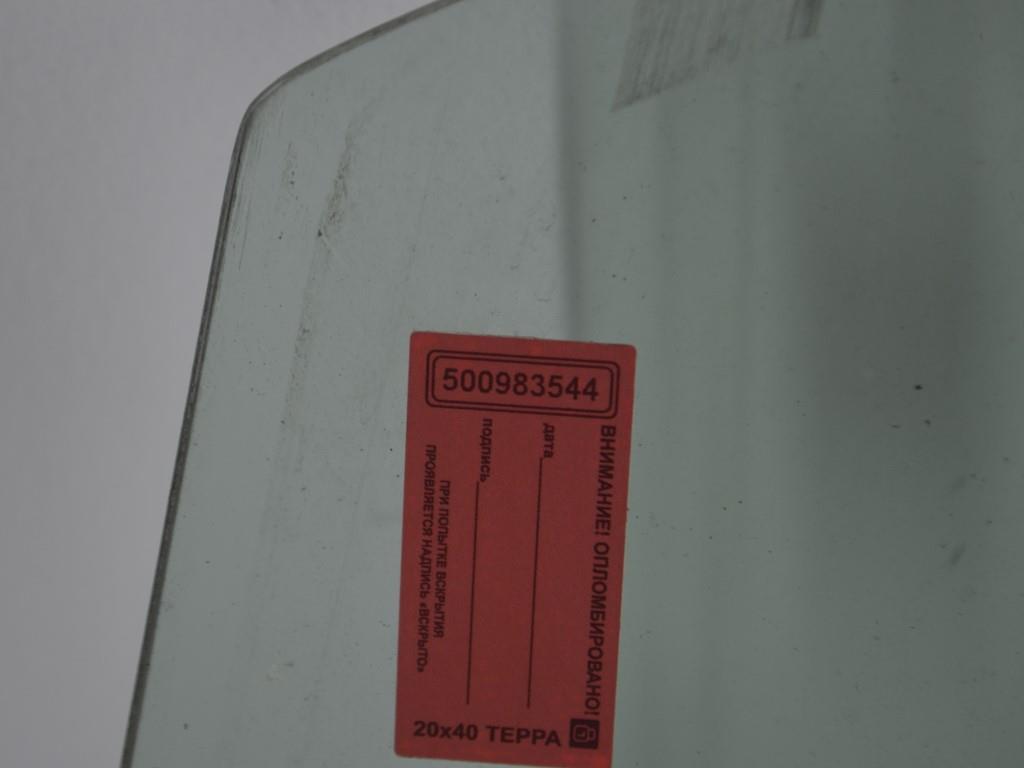 500983544
ВНИМАНИЕ! ОПЛОМБИРОВАНО!
дата
подпись
ПРИ ПОПЫТКЕ ВСКРЫТИЯ
ПРОЯВЛЯЕТСЯ НАДПИСЬ «ВСКРЫТО»
20x40 ТЕРРА